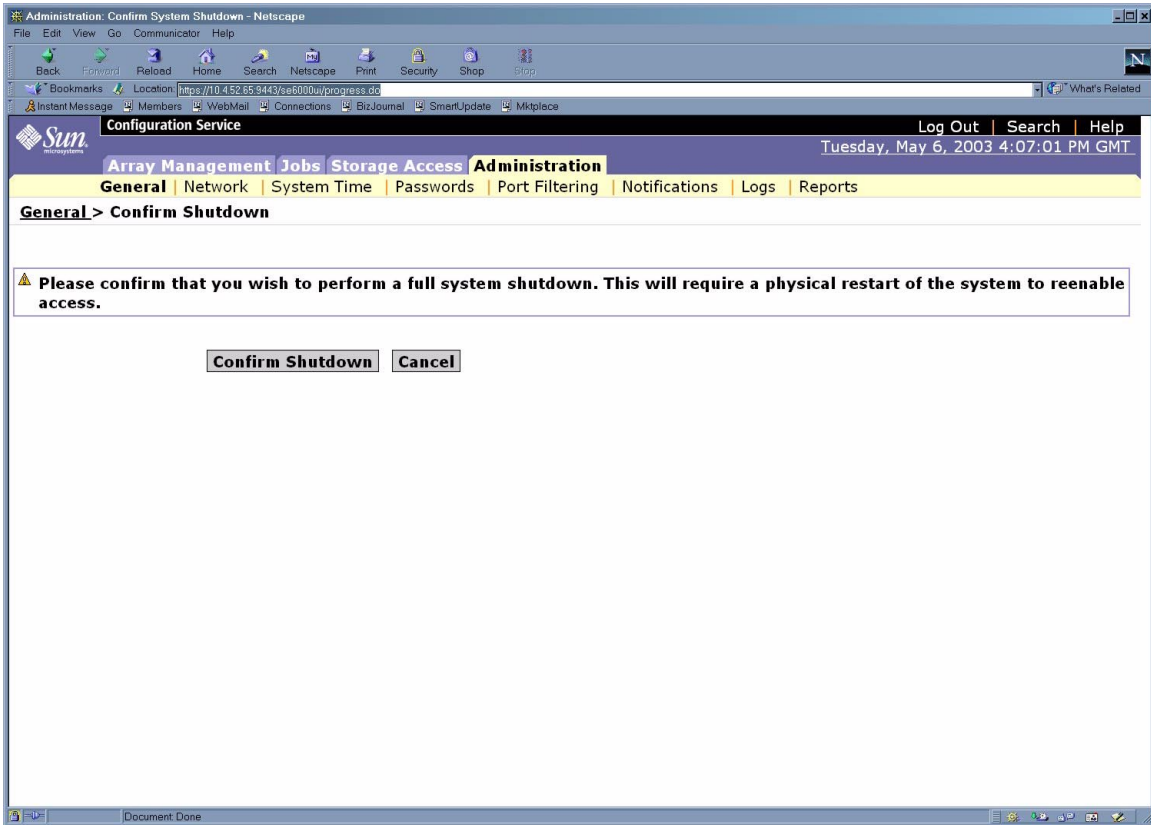 Administration: Confirm System Shutdown - Netscape
File Edit View Go Communicator Help
Back Forward Reload Home Search Netscape Print Security Shop Stop
Bookmarks Location: https://10.4.52.65:9443/se6000ui/progress.do What's Related
Instant Message Members WebMail Connections BizJournal SmartUpdate Mktplace
Sun microsystems
Configuration Service
Log Out | Search | Help
Tuesday, May 6, 2003 4:07:01 PM GMT
Array Management Jobs Storage Access Administration
General | Network | System Time | Passwords | Port Filtering | Notifications | Logs | Reports
General > Confirm Shutdown
Please confirm that you wish to perform a full system shutdown. This will require a physical restart of the system to reenable
access.
Confirm Shutdown Cancel
Document: Done